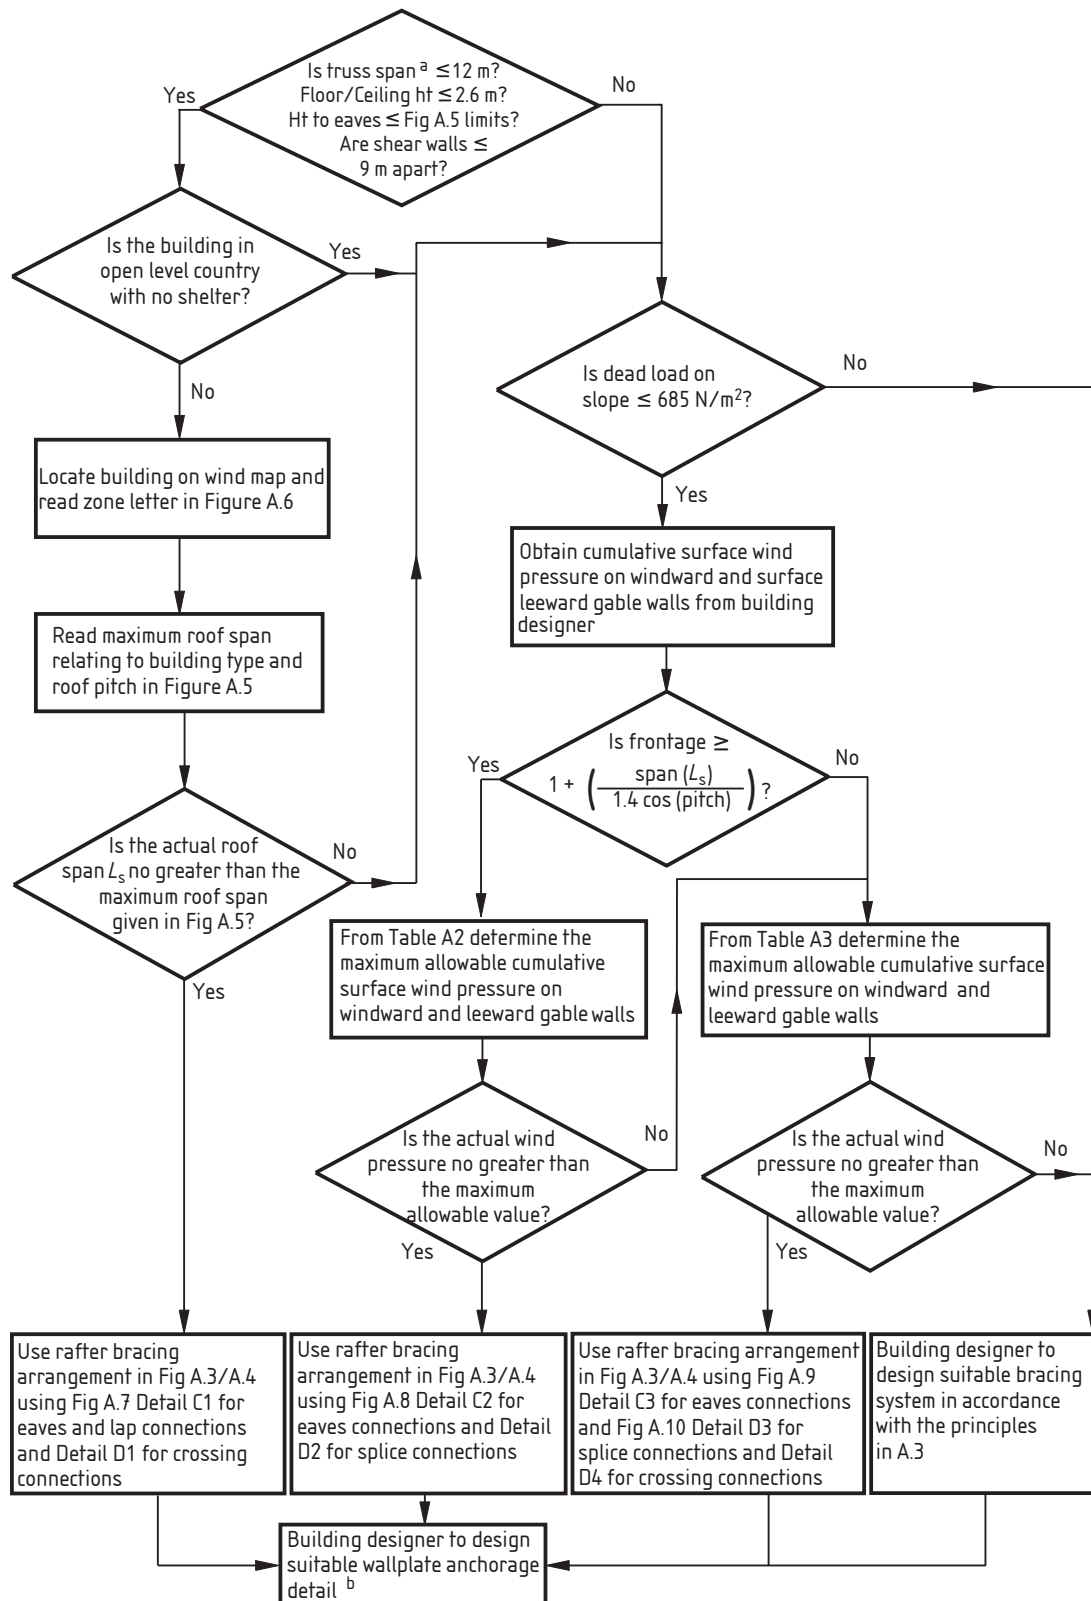 Is truss span a ≤ 12 m?
Floor/Ceiling ht ≤ 2.6 m?
Ht to eaves ≤ Fig A.5 limits?
Are shear walls ≤
9 m apart?
Yes
No
Is the building in
open level country
with no shelter?
Yes
No
Is dead load on
slope ≤ 685 N/m²?
No
Yes
Locate building on wind map and
read zone letter in Figure A.6
Obtain cumulative surface wind
pressure on windward and surface
leeward gable walls from building
designer
Read maximum roof span
relating to building type and
roof pitch in Figure A.5
Is frontage ≥
1 + ( span (Ls) / 1.4 cos (pitch) ) ?
Yes
No
Is the actual roof
span Ls no greater than the
maximum roof span
given in Fig A.5?
No
Yes
From Table A2 determine the
maximum allowable cumulative
surface wind pressure on
windward and leeward gable walls
From Table A3 determine the
maximum allowable cumulative surface
wind pressure on windward and
leeward gable walls
Is the actual wind
pressure no greater than
the maximum
allowable value?
No
Yes
Is the actual wind
pressure no greater than
the maximum
allowable value?
No
Yes
Use rafter bracing
arrangement in Fig A.3/A.4
using Fig A.7 Detail C1 for
eaves and lap connections
and Detail D1 for crossing
connections
Use rafter bracing
arrangement in Fig A.3/A.4
using Fig A.8 Detail C2 for
eaves connections and Detail
D2 for splice connections
Use rafter bracing arrangement
in Fig A.3/A.4 using Fig A.9
Detail C3 for eaves connections
and Fig A.10 Detail D3 for
splice connections and Detail
D4 for crossing connections
Building designer to
design suitable bracing
system in accordance
with the principles
in A.3
Building designer to design
suitable wallplate anchorage
detail b